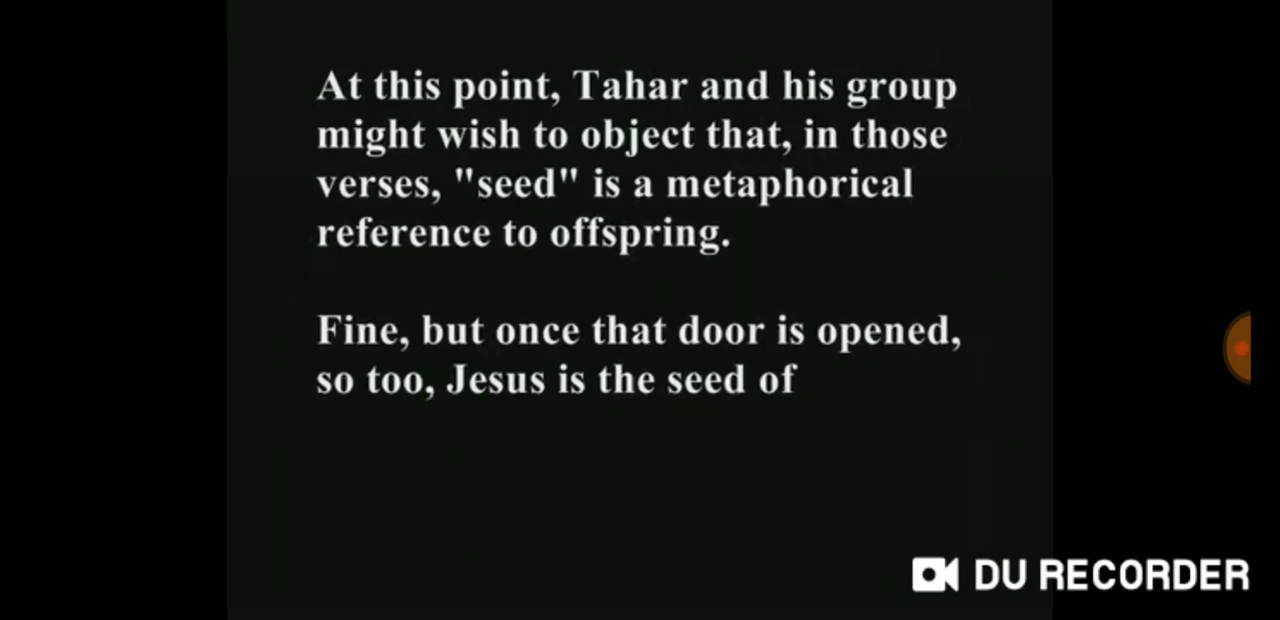 At this point, Tahar and his group
might wish to object that, in those
verses, "seed" is a metaphorical
reference to offspring.
Fine, but once that door is opened,
so too, Jesus is the seed of
DU RECORDER